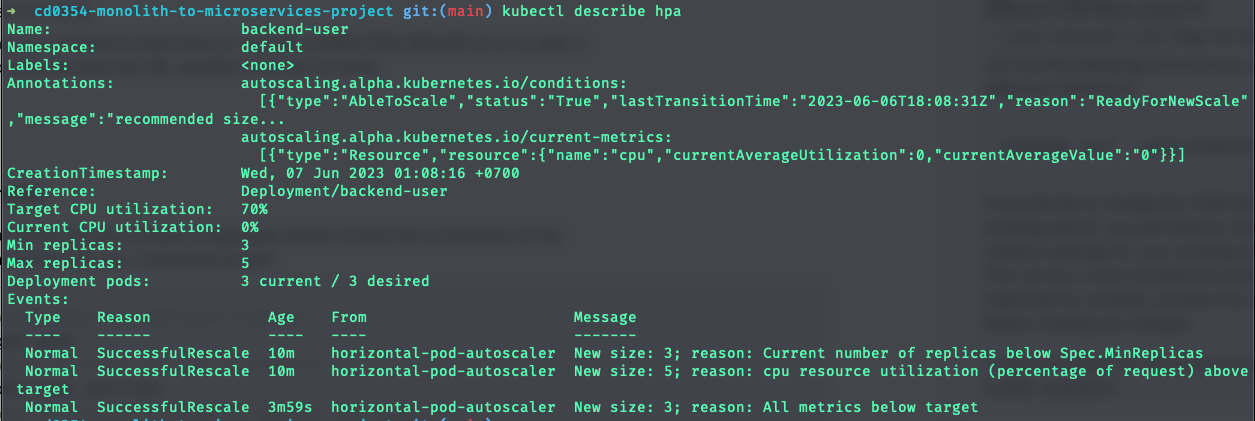 → cd0354-monolith-to-microservices-project git:(main) kubectl describe hpa
Name: backend-user
Namespace: default
Labels: <none>
Annotations: autoscaling.alpha.kubernetes.io/conditions:
[{"type":"AbleToScale","status":"True","lastTransitionTime":"2023-06-06T18:08:31Z","reason":"ReadyForNewScale"
,"message":"recommended size...
autoscaling.alpha.kubernetes.io/current-metrics:
[{"type":"Resource","resource":{"name":"cpu","currentAverageUtilization":0,"currentAverageValue":"0"}}]
CreationTimestamp: Wed, 07 Jun 2023 01:08:16 +0700
Reference: Deployment/backend-user
Target CPU utilization: 70%
Current CPU utilization: 0%
Min replicas: 3
Max replicas: 5
Deployment pods: 3 current / 3 desired
Events:
Type Reason Age From Message
---- ------ ---- ---- -------
Normal SuccessfulRescale 10m horizontal-pod-autoscaler New size: 3; reason: Current number of replicas below Spec.MinReplicas
Normal SuccessfulRescale 10m horizontal-pod-autoscaler New size: 5; reason: cpu resource utilization (percentage of request) above
target
Normal SuccessfulRescale 3m59s horizontal-pod-autoscaler New size: 3; reason: All metrics below target